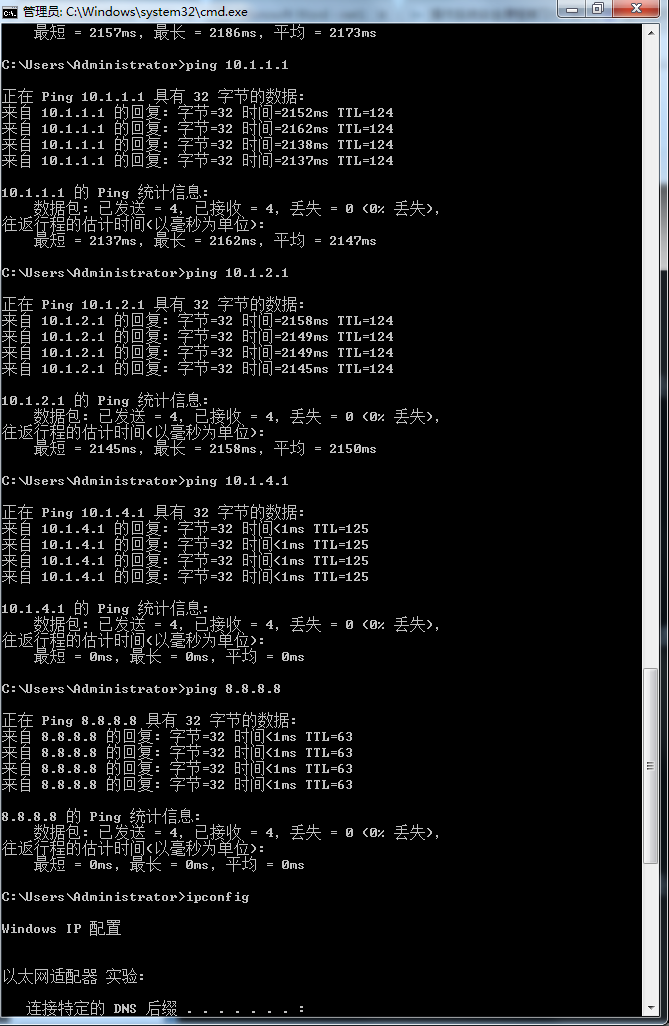 管理员: C:\Windows\system32\cmd.exe
最短 = 2157ms，最长 = 2186ms，平均 = 2173ms
C:\Users\Administrator>ping 10.1.1.1
正在 Ping 10.1.1.1 具有 32 字节的数据:
来自 10.1.1.1 的回复: 字节=32 时间=2152ms TTL=124
来自 10.1.1.1 的回复: 字节=32 时间=2162ms TTL=124
来自 10.1.1.1 的回复: 字节=32 时间=2138ms TTL=124
来自 10.1.1.1 的回复: 字节=32 时间=2137ms TTL=124
10.1.1.1 的 Ping 统计信息:
数据包: 已发送 = 4，已接收 = 4，丢失 = 0 (0% 丢失)，
往返行程的估计时间(以毫秒为单位):
最短 = 2137ms，最长 = 2162ms，平均 = 2147ms
C:\Users\Administrator>ping 10.1.2.1
正在 Ping 10.1.2.1 具有 32 字节的数据:
来自 10.1.2.1 的回复: 字节=32 时间=2158ms TTL=124
来自 10.1.2.1 的回复: 字节=32 时间=2149ms TTL=124
来自 10.1.2.1 的回复: 字节=32 时间=2149ms TTL=124
来自 10.1.2.1 的回复: 字节=32 时间=2145ms TTL=124
10.1.2.1 的 Ping 统计信息:
数据包: 已发送 = 4，已接收 = 4，丢失 = 0 (0% 丢失)，
往返行程的估计时间(以毫秒为单位):
最短 = 2145ms，最长 = 2158ms，平均 = 2150ms
C:\Users\Administrator>ping 10.1.4.1
正在 Ping 10.1.4.1 具有 32 字节的数据:
来自 10.1.4.1 的回复: 字节=32 时间<1ms TTL=125
来自 10.1.4.1 的回复: 字节=32 时间<1ms TTL=125
来自 10.1.4.1 的回复: 字节=32 时间<1ms TTL=125
来自 10.1.4.1 的回复: 字节=32 时间<1ms TTL=125
10.1.4.1 的 Ping 统计信息:
数据包: 已发送 = 4，已接收 = 4，丢失 = 0 (0% 丢失)，
往返行程的估计时间(以毫秒为单位):
最短 = 0ms，最长 = 0ms，平均 = 0ms
C:\Users\Administrator>ping 8.8.8.8
正在 Ping 8.8.8.8 具有 32 字节的数据:
来自 8.8.8.8 的回复: 字节=32 时间<1ms TTL=63
来自 8.8.8.8 的回复: 字节=32 时间<1ms TTL=63
来自 8.8.8.8 的回复: 字节=32 时间<1ms TTL=63
来自 8.8.8.8 的回复: 字节=32 时间<1ms TTL=63
8.8.8.8 的 Ping 统计信息:
数据包: 已发送 = 4，已接收 = 4，丢失 = 0 (0% 丢失)，
往返行程的估计时间(以毫秒为单位):
最短 = 0ms，最长 = 0ms，平均 = 0ms
C:\Users\Administrator>ipconfig
Windows IP 配置
以太网适配器 实验:
连接特定的 DNS 后缀 . . . . . . . :